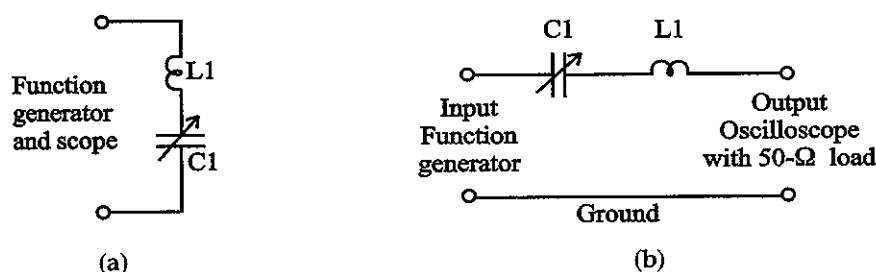 L1
Function
generator
and scope
C1
(a)
C1
L1
Input
Function
generator
Output
Oscilloscope
with 50-Ω load
Ground
(b)